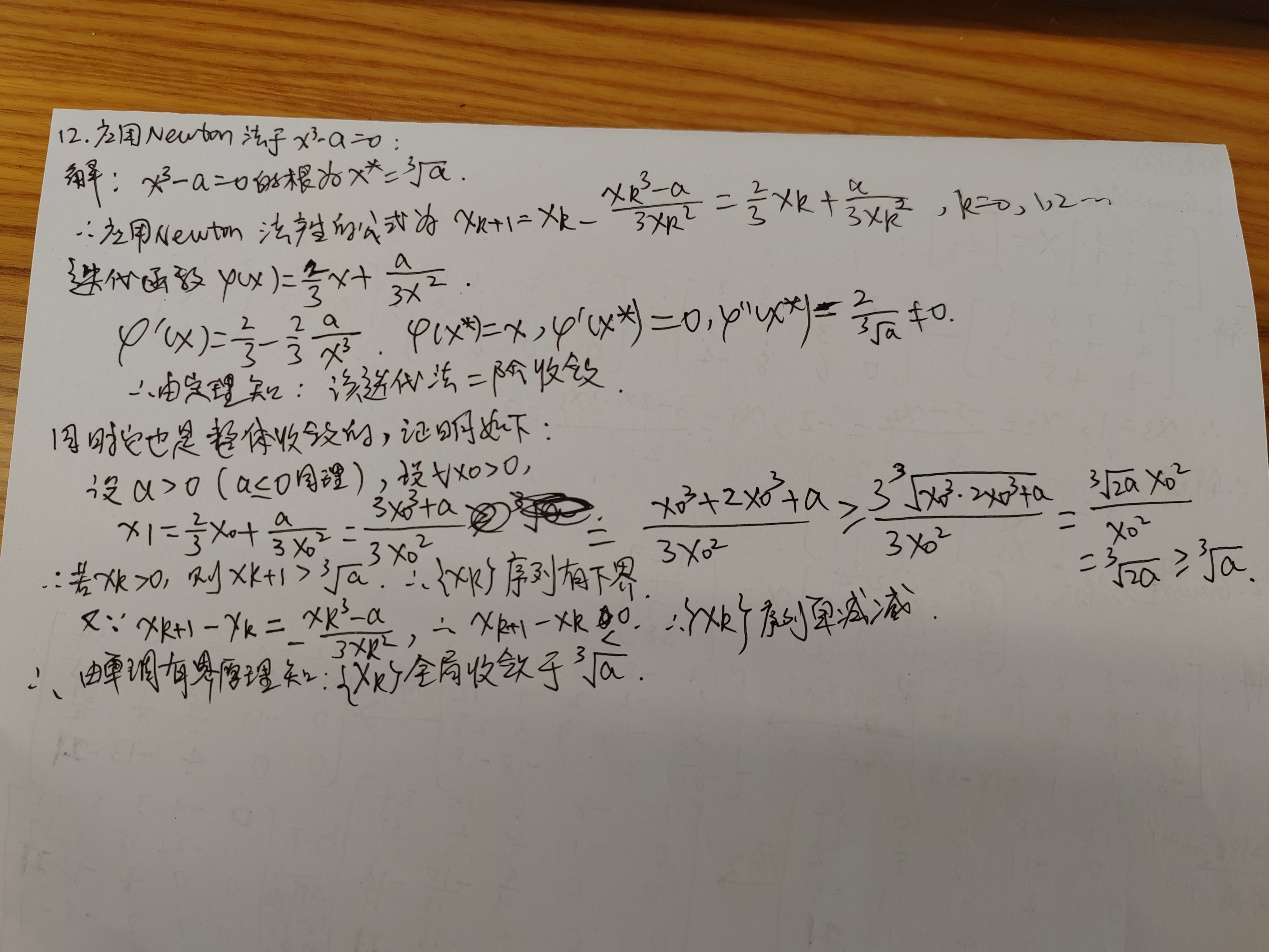 12. 应用Newton法于 x³-a=0:
解: x³-a=0的根为 x*=∛a.
∴应用Newton法产生的公式为 xk+1=xk- (xk³-a)/(3xk²) = (2/3)xk + a/(3xk²), k=0,1,2…
迭代函数 φ(x)=(2/3)x+ a/(3x²).
φ'(x)=2/3-(2/3)(a/x³). φ(x*)=x, φ'(x*)=0, φ''(x*)=2/∛a≠0.
∴由定理知: 该迭代法二阶收敛.
同时它也是整体收敛的, 证明如下:
设a>0 (a≤0同理), 设∀x0>0,
x1=(2/3)x0+ a/(3x0²) = (3x0³+a)/(3x0²) = (x0³+2x0³+a)/(3x0²) ≥ 3∛(x0³·2x0³+a)/(3x0²) = (∛(2a) x0²)/x0²
=∛(2a) ≥ ∛a.
∴若xk>0, 则xk+1>∛a. ∴{xk}序列有下界.
又∵ xk+1-xk = -(xk³-a)/(3xk²), ∴ xk+1-xk<0. ∴{xk}序列单减减.
∴由单调有界原理知: {xk}全局收敛于∛a.